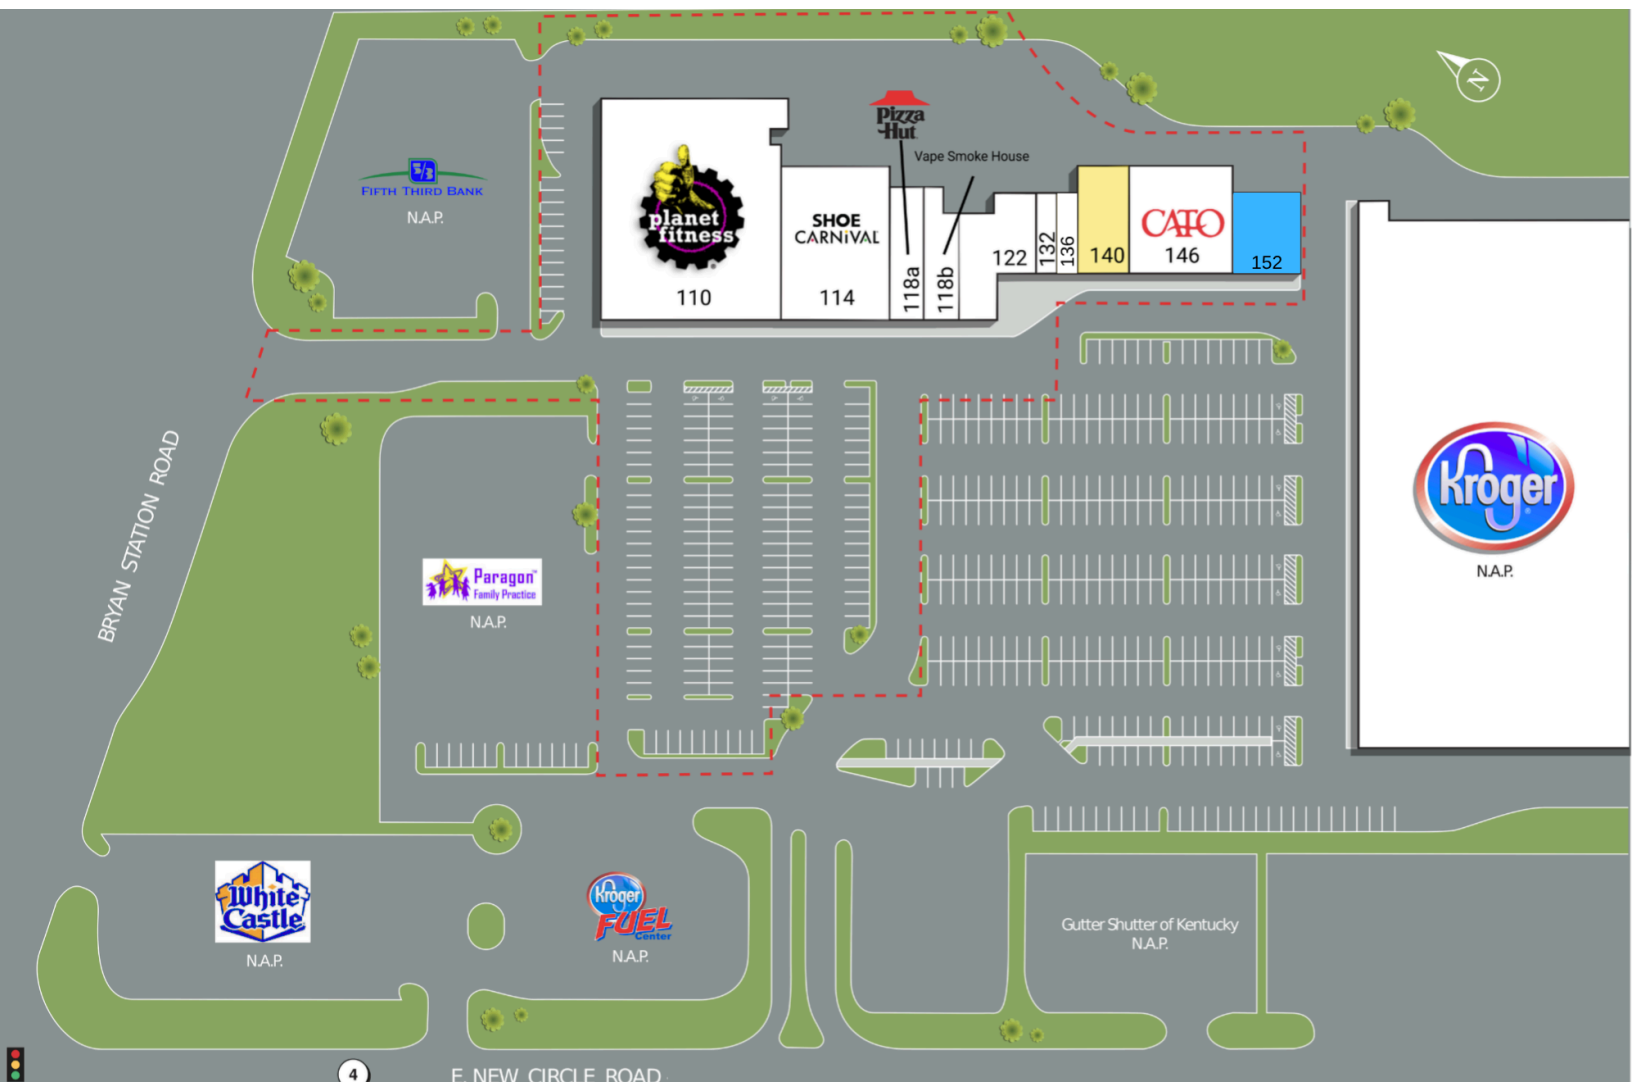 N
Pizza
Hut
Vape Smoke House
FIFTH THIRD BANK
N.A.P.
planet
fitness
110
SHOE
CARNIVAL
114
118a
118b
122
132
136
140
CATO
146
152
BRYAN STATION ROAD
Paragon™
Family Practice
N.A.P.
Kroger
N.A.P.
White
Castle
N.A.P.
Kroger
FUEL
Center
N.A.P.
Gutter Shutter of Kentucky
N.A.P.
4
E. NEW CIRCLE ROAD